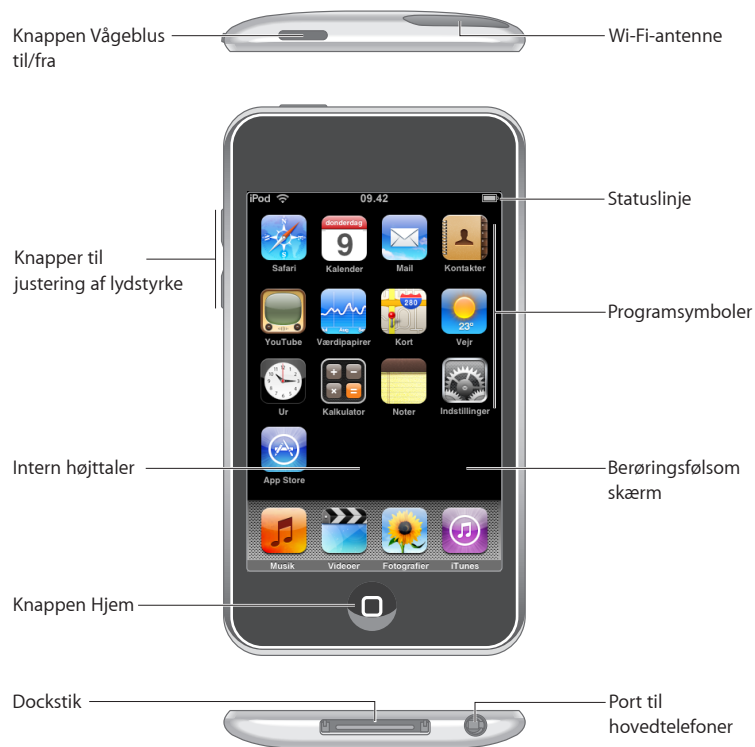 Knappen Vågeblus
til/fra
Wi-Fi-antenne
iPod
09.42
Statuslinje
donderdag
9
Safari
Kalender
Mail
Kontakter
Knapper til
justering af lydstyrke
280
23°
Programsymboler
YouTube
Værdipapirer
Kort
Vejr
Ur
Kalkulator
Noter
Indstillinger
Intern højttaler
App Store
Berøringsfølsom
skærm
Musik
Videoer
Fotografier
iTunes
Knappen Hjem
Dockstik
Port til
hovedtelefoner